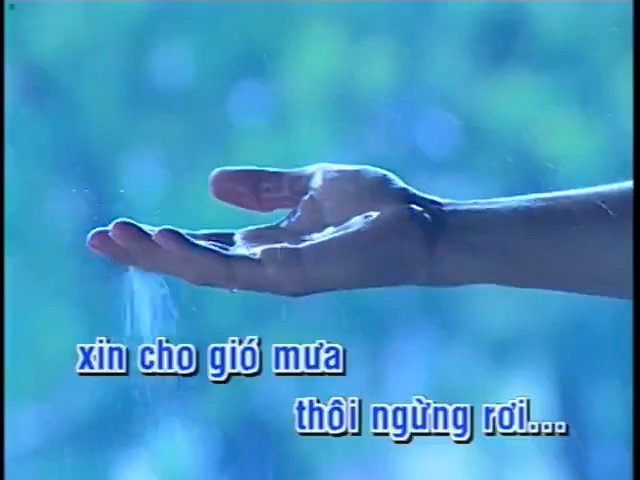 xin cho gió mưa
thôi ngừng rơi...